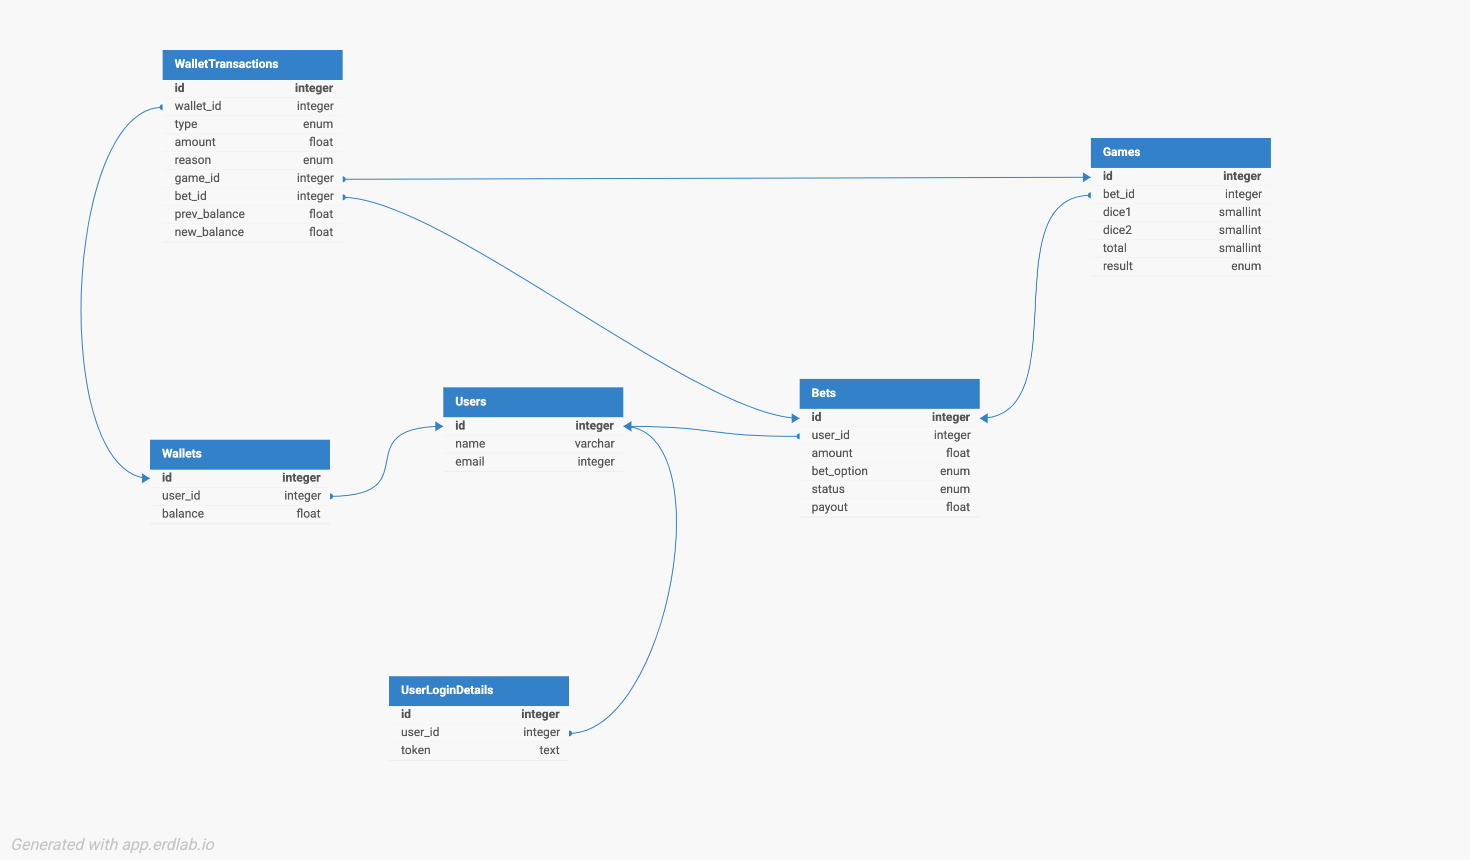 WalletTransactions
id integer
wallet_id integer
type enum
amount float
reason enum
game_id integer
bet_id integer
prev_balance float
new_balance float
Games
id integer
bet_id integer
dice1 smallint
dice2 smallint
total smallint
result enum
Users
id integer
name varchar
email integer
Bets
id integer
user_id integer
amount float
bet_option enum
status enum
payout float
Wallets
id integer
user_id integer
balance float
UserLoginDetails
id integer
user_id integer
token text
Generated with app.erdlab.io